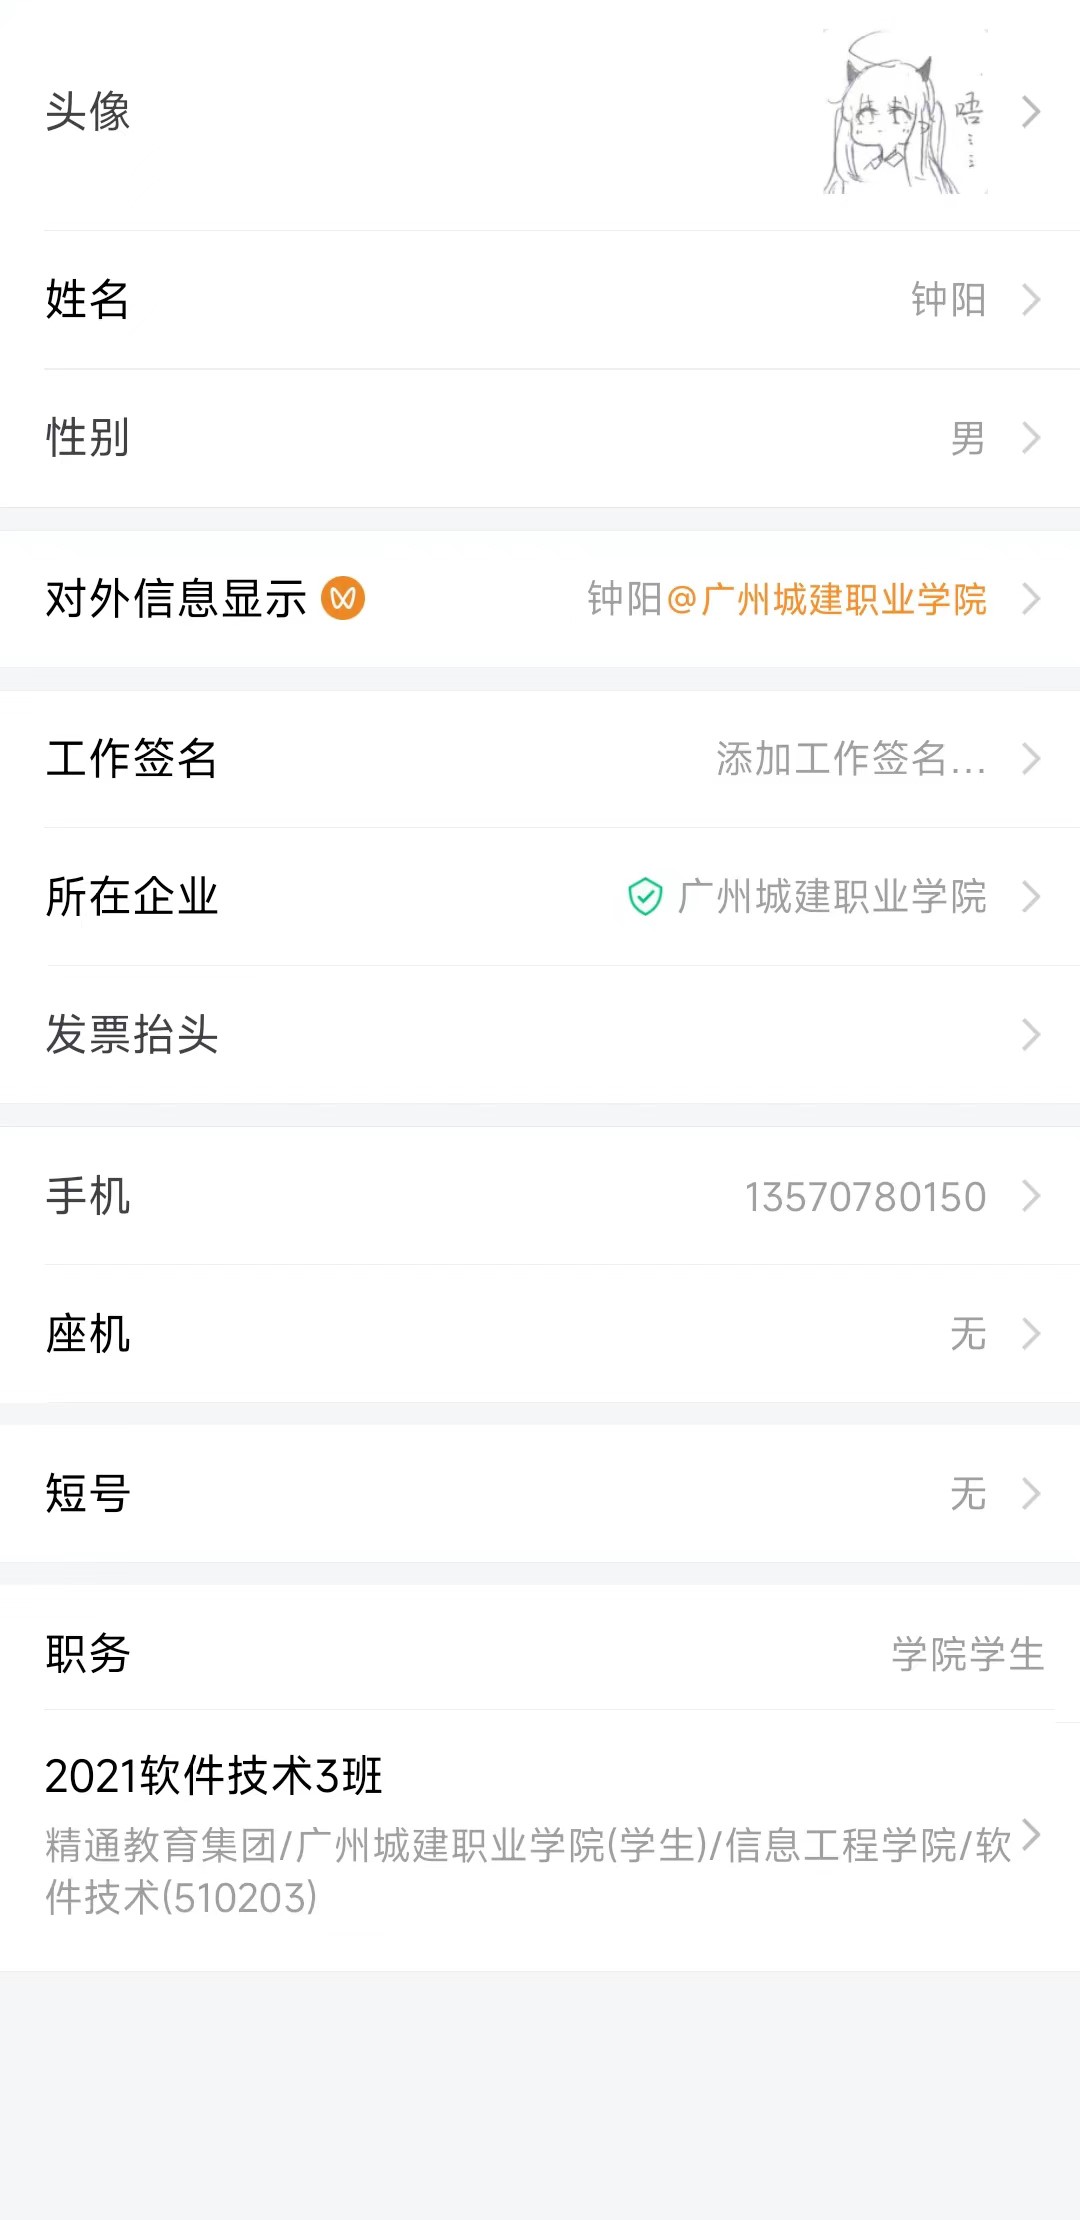 头像
唔
……
姓名 钟阳
性别 男
对外信息显示 钟阳@广州城建职业学院
工作签名 添加工作签名...
所在企业 广州城建职业学院
发票抬头
手机 13570780150
座机 无
短号 无
职务 学院学生
2021软件技术3班
精通教育集团/广州城建职业学院(学生)/信息工程学院/软
件技术(510203)